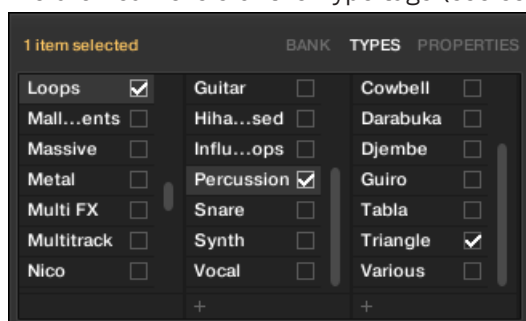 1 item selected BANK TYPES PROPERTIES
Loops Guitar Cowbell
Mall...ents Hiha...sed Darabuka
Massive Influ...ops Djembe
Metal Percussion Guiro
Multi FX Snare Tabla
Multitrack Synth Triangle
Nico Vocal Various
+ +